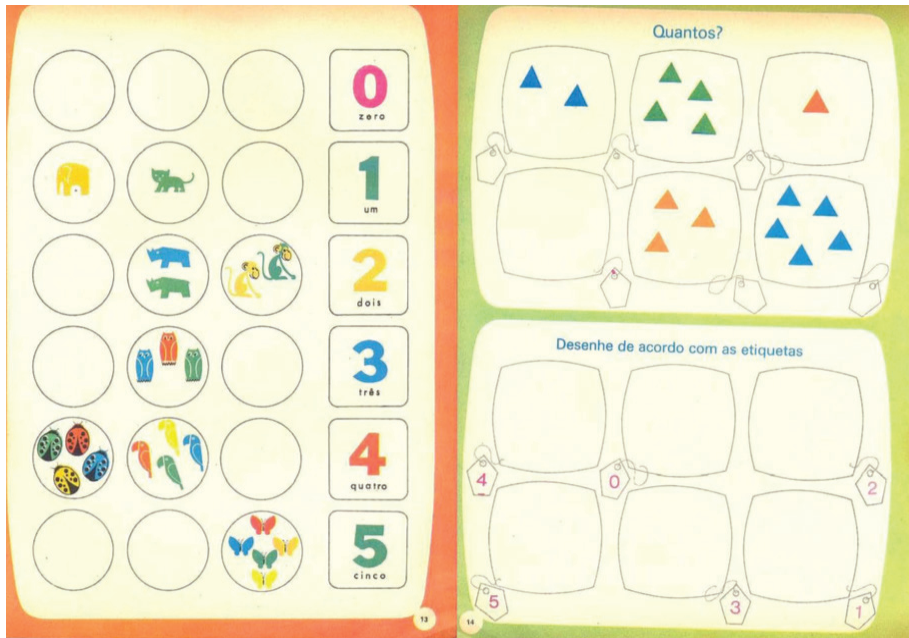 0
zero
1
um
2
dois
3
três
4
quatro
5
cinco
13
Quantos?
14
Desenhe de acordo com as etiquetas
4
0
2
5
3
1